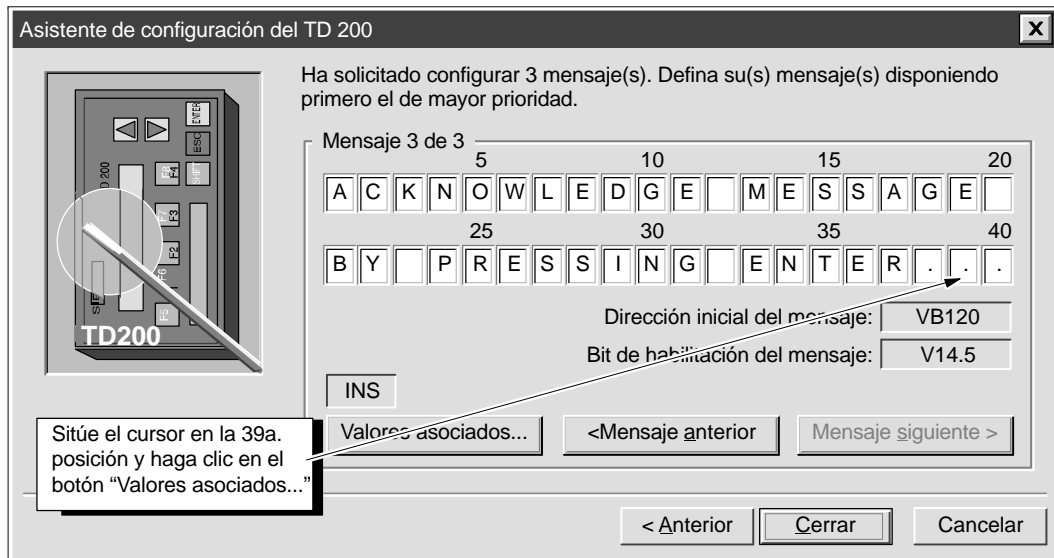 Asistente de configuración del TD 200
X
Ha solicitado configurar 3 mensaje(s). Defina su(s) mensaje(s) disponiendo
primero el de mayor prioridad.
ENTER
ESC
SHIFT
F8
F4
F7
F3
F2
F6
F5
TD200
Mensaje 3 de 3
5 10 15 20
ACKNOWLEDGE MESSAGE
25 30 35 40
BY PRESSING ENTER...
Dirección inicial del mensaje: VB120
Bit de habilitación del mensaje: V14.5
INS
Valores asociados... <Mensaje anterior Mensaje siguiente >
Sitúe el cursor en la 39a.
posición y haga clic en el
botón “Valores asociados...”
< Anterior Cerrar Cancelar